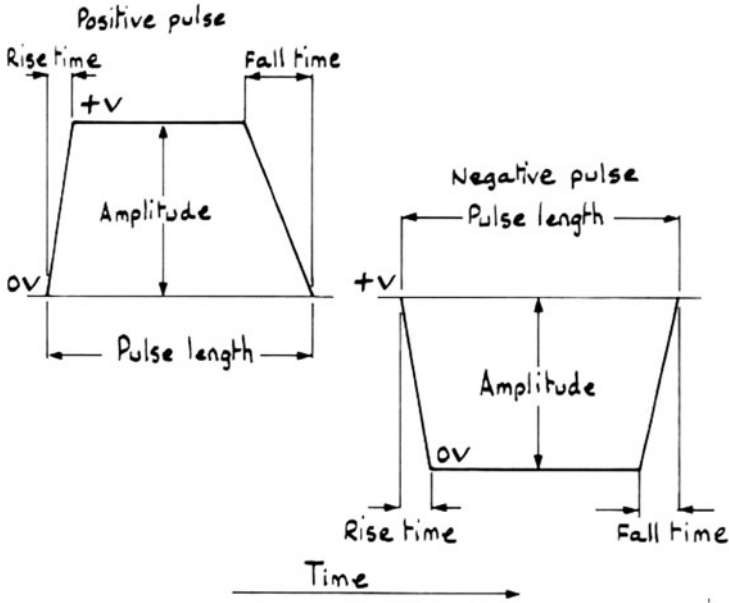 Positive pulse
Rise time
Fall time
+V
Amplitude
0V
Pulse length
Negative pulse
Pulse length
+V
Amplitude
0V
Rise time
Fall time
Time